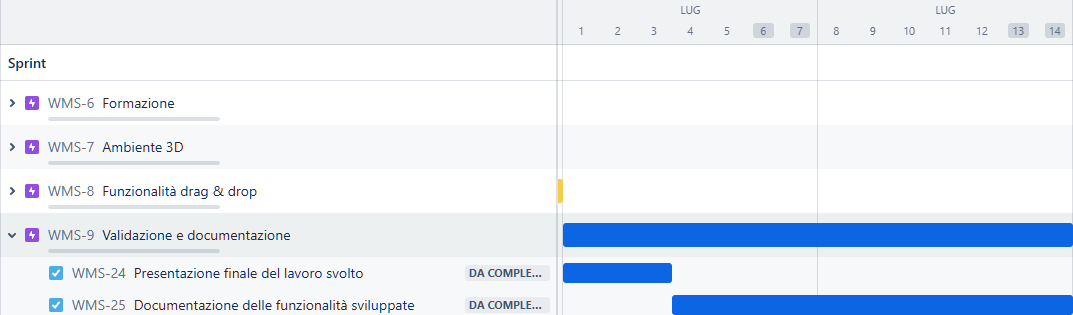 LUG LUG
1 2 3 4 5 6 7 8 9 10 11 12 13 14
Sprint
WMS-6 Formazione
WMS-7 Ambiente 3D
WMS-8 Funzionalità drag & drop
WMS-9 Validazione e documentazione
WMS-24 Presentazione finale del lavoro svolto DA COMPLE...
WMS-25 Documentazione delle funzionalità sviluppate DA COMPLE...